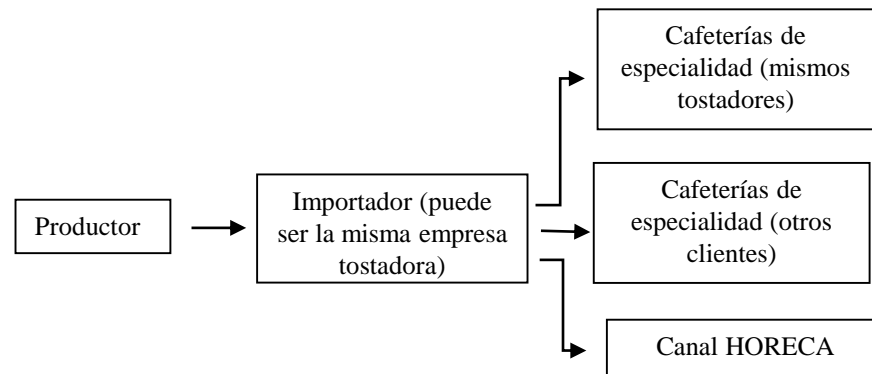 Productor
Importador (puede
ser la misma empresa
tostadora)
Cafeterías de
especialidad (mismos
tostadores)
Cafeterías de
especialidad (otros
clientes)
Canal HORECA